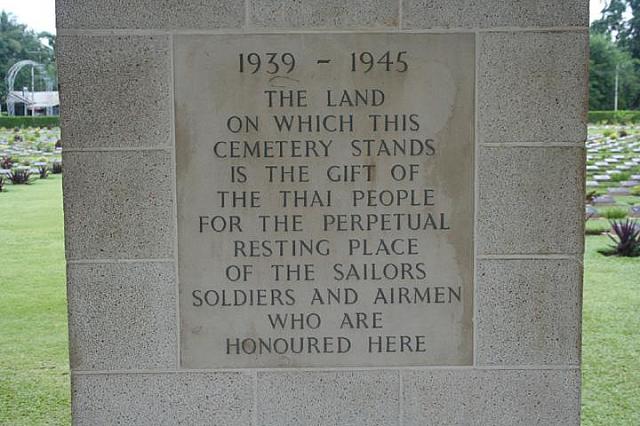 1939 - 1945
THE LAND
ON WHICH THIS
CEMETERY STANDS
IS THE GIFT OF
THE THAI PEOPLE
FOR THE PERPETUAL
RESTING PLACE
OF THE SAILORS
SOLDIERS AND AIRMEN
WHO ARE
HONOURED HERE